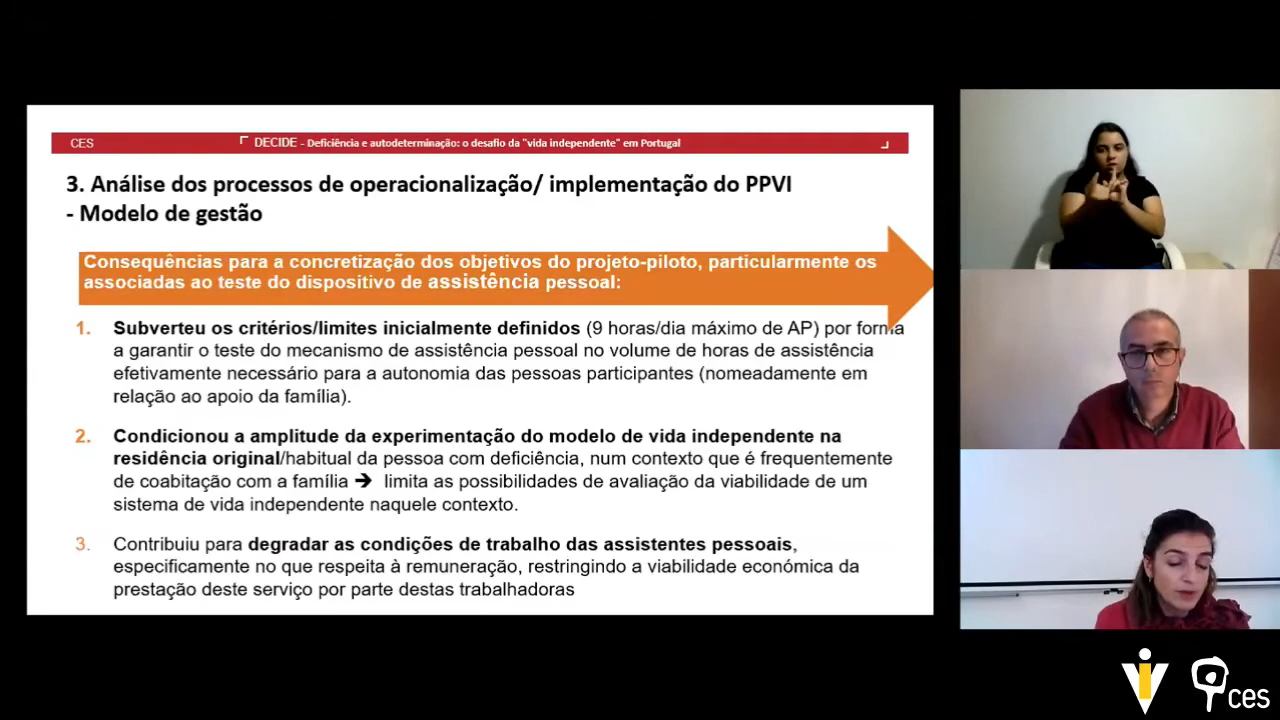 CES
DECIDE - Deficiência e autodeterminação: o desafio da "vida independente" em Portugal
3. Análise dos processos de operacionalização/ implementação do PPVI
- Modelo de gestão
Consequências para a concretização dos objetivos do projeto-piloto, particularmente os
associadas ao teste do dispositivo de assistência pessoal:
1. Subverteu os critérios/limites inicialmente definidos (9 horas/dia máximo de AP) por forma
a garantir o teste do mecanismo de assistência pessoal no volume de horas de assistência
efetivamente necessário para a autonomia das pessoas participantes (nomeadamente em
relação ao apoio da família).
2. Condicionou a amplitude da experimentação do modelo de vida independente na
residência original/habitual da pessoa com deficiência, num contexto que é frequentemente
de coabitação com a família ➔ limita as possibilidades de avaliação da viabilidade de um
sistema de vida independente naquele contexto.
3. Contribuiu para degradar as condições de trabalho das assistentes pessoais,
especificamente no que respeita à remuneração, restringindo a viabilidade económica da
prestação deste serviço por parte destas trabalhadoras
iV
ces